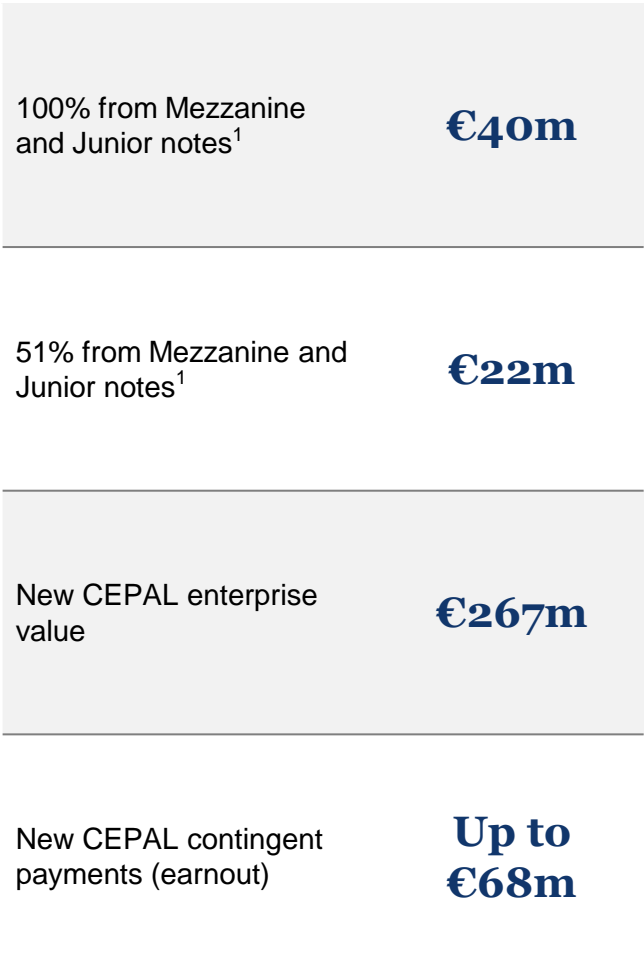 100% from Mezzanine
and Junior notes¹
€40m
51% from Mezzanine and
Junior notes¹
€22m
New CEPAL enterprise
value
€267m
New CEPAL contingent
payments (earnout)
Up to
€68m